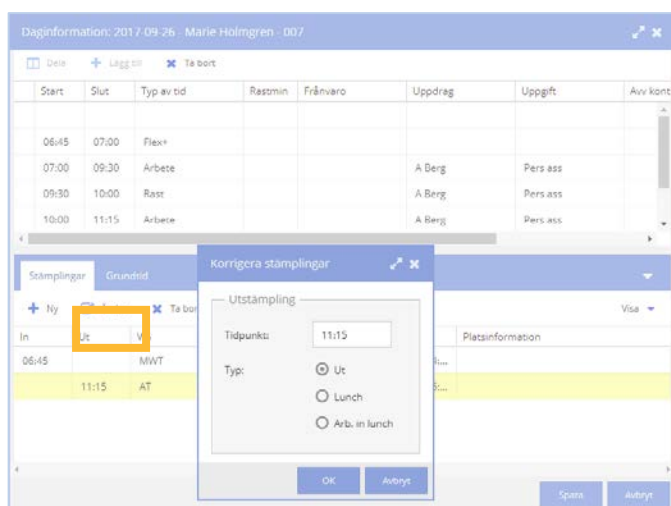 Daginformation: 2017-09-26 - Marie Holmgren - 007
Dela Lägg till Ta bort
Start Slut Typ av tid Rastmin Frånvaro Uppdrag Uppgift Avv kont
06:45 07:00 Flex+
07:00 09:30 Arbete A Berg Pers ass
09:30 10:00 Rast A Berg Pers ass
10:00 11:15 Arbete A Berg Pers ass
Korrigera stämplingar
Stämplingar Grundtid
Utstämpling
Ny Ta bor Visa
Tidpunkt: 11:15
In Ut Platsinformation
06:45 MWT
Typ: Ut
11:15 AT
Lunch
Arb. in lunch
OK Avbryt
Spara Avbryt